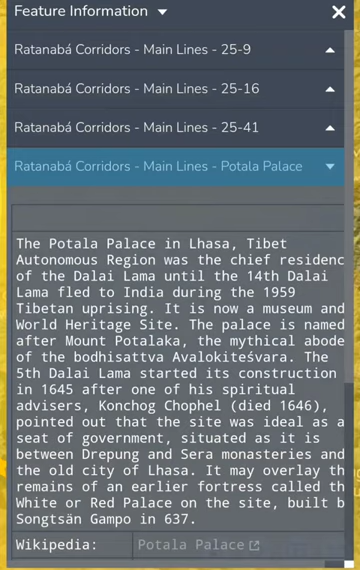 Feature Information
Ratanabá Corridors - Main Lines - 25-9
Ratanabá Corridors - Main Lines - 25-16
Ratanabá Corridors - Main Lines - 25-41
Ratanabá Corridors - Main Lines - Potala Palace
The Potala Palace in Lhasa, Tibet
Autonomous Region was the chief residenc
of the Dalai Lama until the 14th Dalai
Lama fled to India during the 1959
Tibetan uprising. It is now a museum and
World Heritage Site. The palace is named
after Mount Potalaka, the mythical abode
of the bodhisattva Avalokiteśvara. The
5th Dalai Lama started its construction
in 1645 after one of his spiritual
advisers, Konchog Chophel (died 1646),
pointed out that the site was ideal as a
seat of government, situated as it is
between Drepung and Sera monasteries and
the old city of Lhasa. It may overlay th
remains of an earlier fortress called th
White or Red Palace on the site, built b
Songtsän Gampo in 637.
Wikipedia: Potala Palace